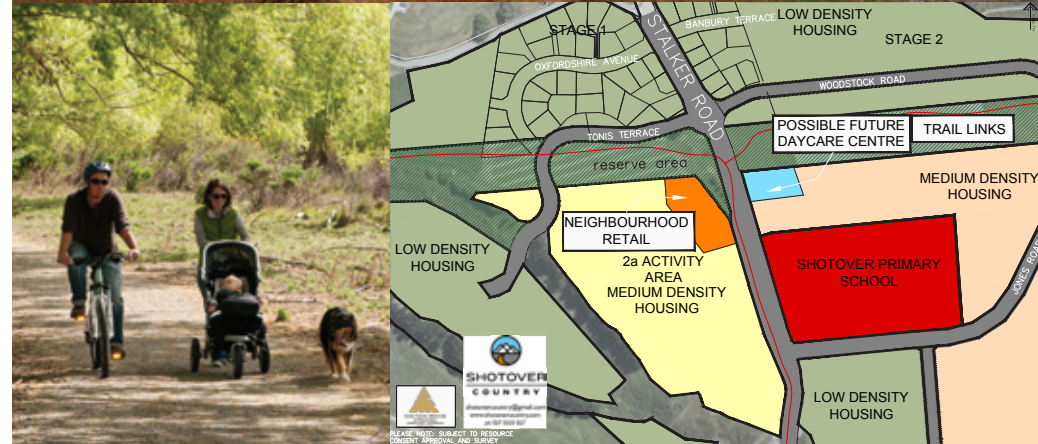 STAGE 1
BANBURY TERRACE
LOW DENSITY
HOUSING
STAGE 2
OXFORDSHIRE AVENUE
STALKER ROAD
WOODSTOCK ROAD
TONIS TERRACE
POSSIBLE FUTURE
DAYCARE CENTRE
TRAIL LINKS
reserve area
MEDIUM DENSITY
HOUSING
NEIGHBOURHOOD
RETAIL
LOW DENSITY
HOUSING
2a ACTIVITY
AREA
MEDIUM DENSITY
HOUSING
SHOTOVER PRIMARY
SCHOOL
JONES ROAD
SHOTOVER
COUNTRY
LOW DENSITY
HOUSING
PLEASE NOTE: SUBJECT TO RESOURCE
CONSENT APPROVAL AND SURVEY